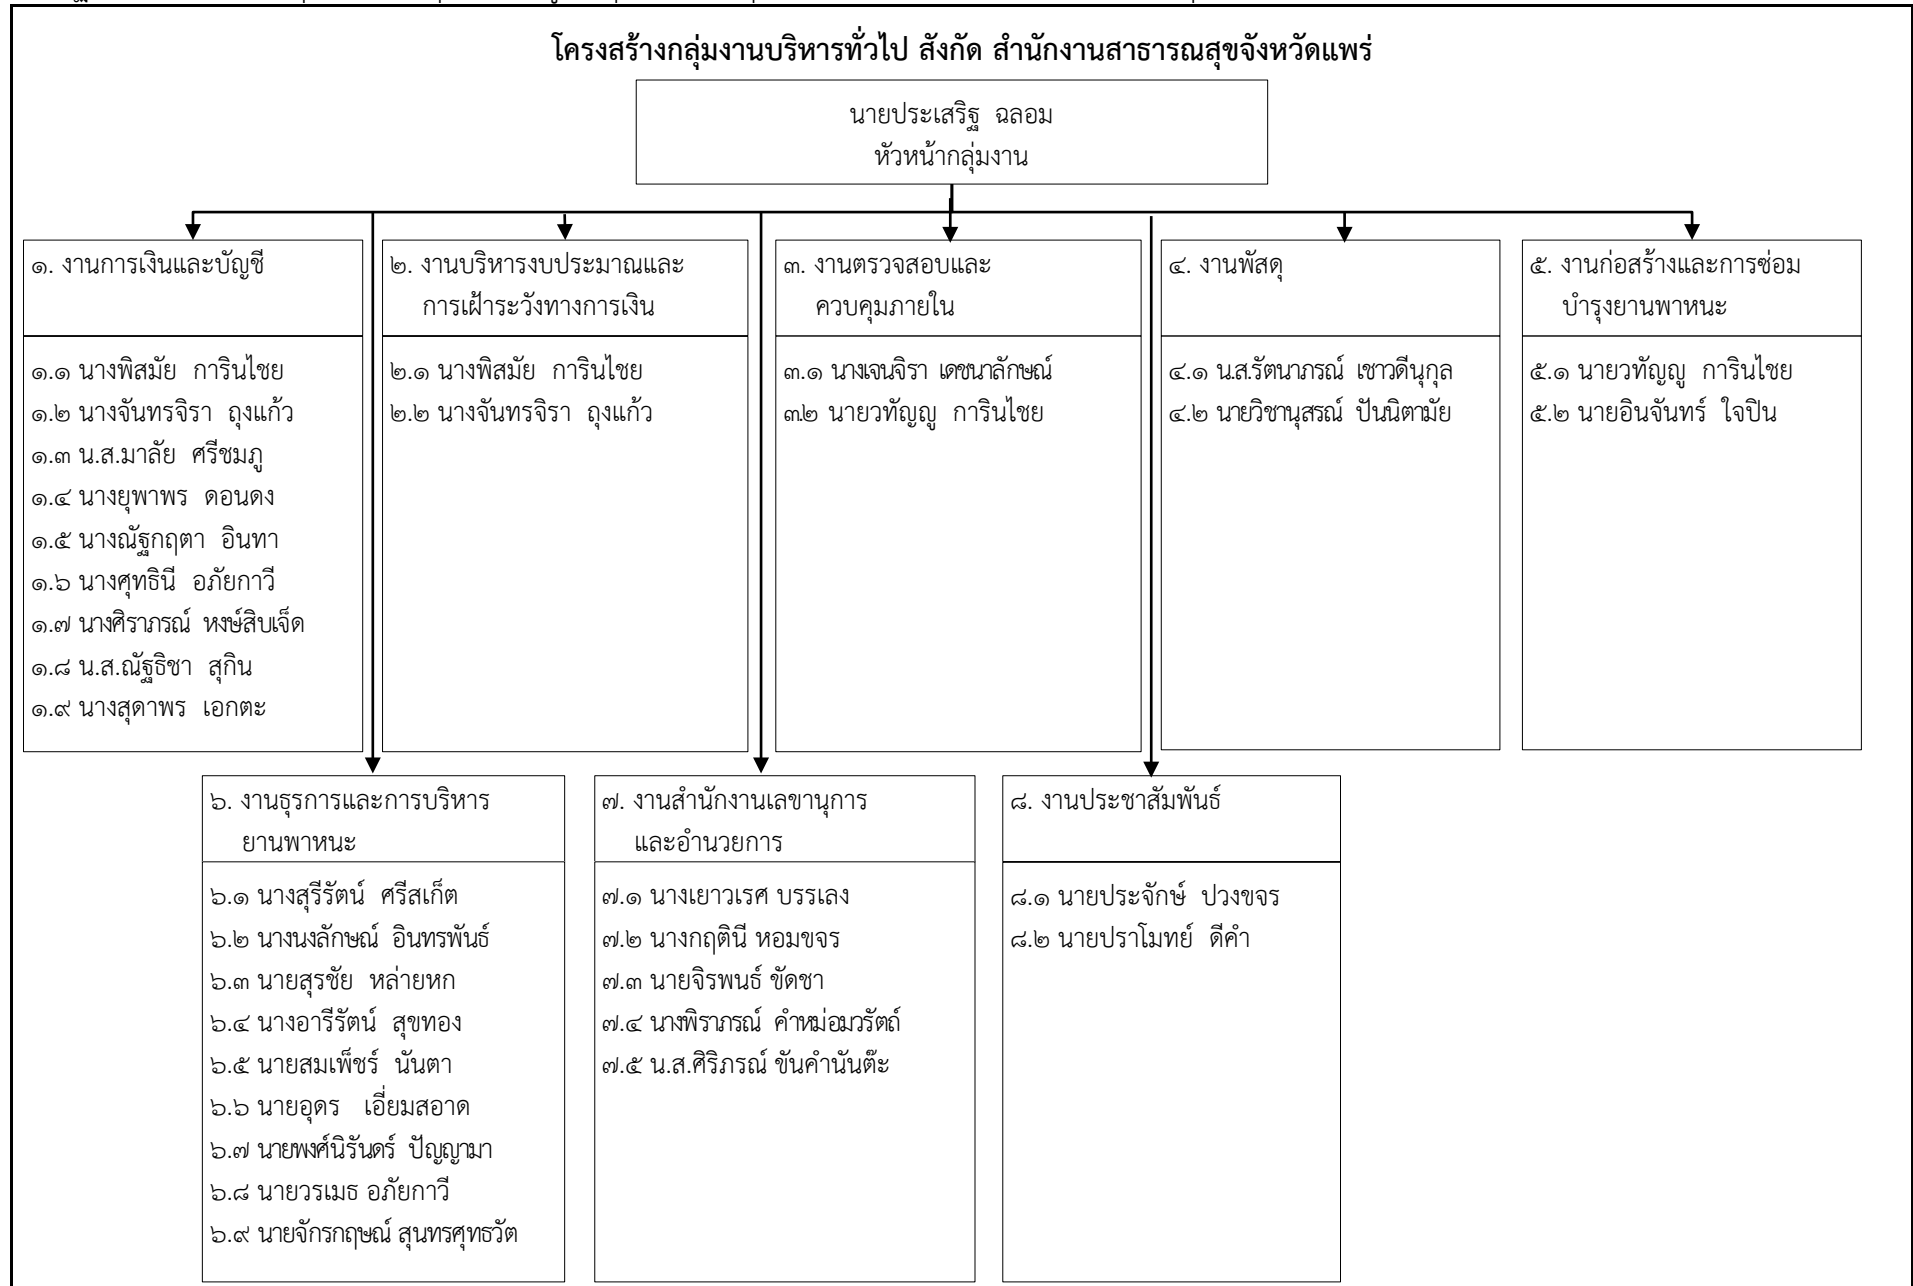 โครงสร้างกลุ่มงานบริหารทั่วไป สังกัด สำนักงานสาธารณสุขจังหวัดแพร่
นายประเสริฐ ฉลอม
หัวหน้ากลุ่มงาน
๑. งานการเงินและบัญชี
๑.๑ นางพิสมัย การินไชย
๑.๒ นางจันทรจิรา ถุงแก้ว
๑.๓ น.ส.มาลัย ศรีชมภู
๑.๔ นางยุพาพร ดอนดง
๑.๕ นางณัฐกฤตา อินทา
๑.๖ นางศุทธินี อภัยกาวี
๑.๗ นางศิราภรณ์ หงษ์สิบเจ็ด
๑.๘ น.ส.ณัฐธิชา สุกิน
๑.๙ นางสุดาพร เอกตะ
๒. งานบริหารงบประมาณและ
การเฝ้าระวังทางการเงิน
๒.๑ นางพิสมัย การินไชย
๒.๒ นางจันทรจิรา ถุงแก้ว
๓. งานตรวจสอบและ
ควบคุมภายใน
๓.๑ นางเจนจิรา เดชนาลักษณ์
๓.๒ นายวทัญญู การินไชย
๔. งานพัสดุ
๔.๑ น.ส.รัตนาภรณ์ เชาวดีนุกุล
๔.๒ นายวิชานุสรณ์ ปันนิตามัย
๕. งานก่อสร้างและการซ่อม
บำรุงยานพาหนะ
๕.๑ นายวทัญญู การินไชย
๕.๒ นายอินจันทร์ ใจปิน
๖. งานธุรการและการบริหาร
ยานพาหนะ
๖.๑ นางสุรีรัตน์ ศรีสเก็ต
๖.๒ นางนงลักษณ์ อินทรพันธ์
๖.๓ นายสุรชัย หล่ายหก
๖.๔ นางอารีรัตน์ สุขทอง
๖.๕ นายสมเพ็ชร์ นันตา
๖.๖ นายอุดร เอี่ยมสอาด
๖.๗ นายพงศ์นิรันดร์ ปัญญามา
๖.๘ นายวรเมธ อภัยกาวี
๖.๙ นายจักรกฤษณ์ สุนทรศุทธวัต
๗. งานสำนักงานเลขานุการ
และอำนวยการ
๗.๑ นางเยาวเรศ บรรเลง
๗.๒ นางกฤตินี หอมขจร
๗.๓ นายจิรพนธ์ ขัดชา
๗.๔ นางพิราภรณ์ คำหม่อมวรัตถ์
๗.๕ น.ส.ศิริภรณ์ ขันคำนันต๊ะ
๘. งานประชาสัมพันธ์
๘.๑ นายประจักษ์ ปวงขจร
๘.๒ นายปราโมทย์ ดีคำ